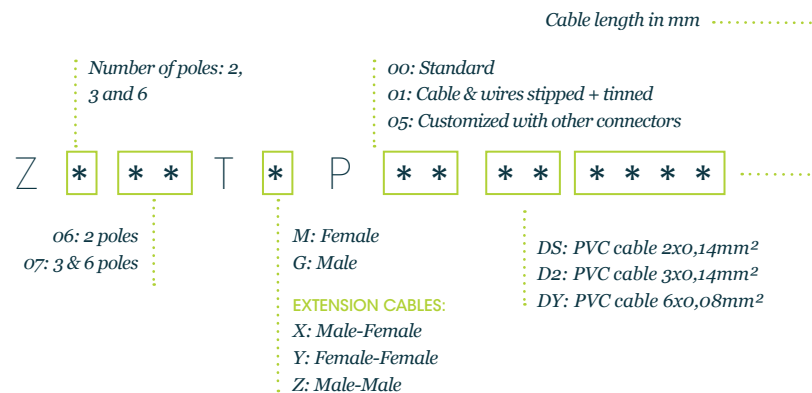 Cable length in mm
Number of poles: 2,
3 and 6
00: Standard
01: Cable & wires stipped + tinned
05: Customized with other connectors
Z * * * T * P * * * * * * * *
06: 2 poles
07: 3 & 6 poles
M: Female
G: Male
EXTENSION CABLES:
X: Male-Female
Y: Female-Female
Z: Male-Male
DS: PVC cable 2x0,14mm²
D2: PVC cable 3x0,14mm²
DY: PVC cable 6x0,08mm²